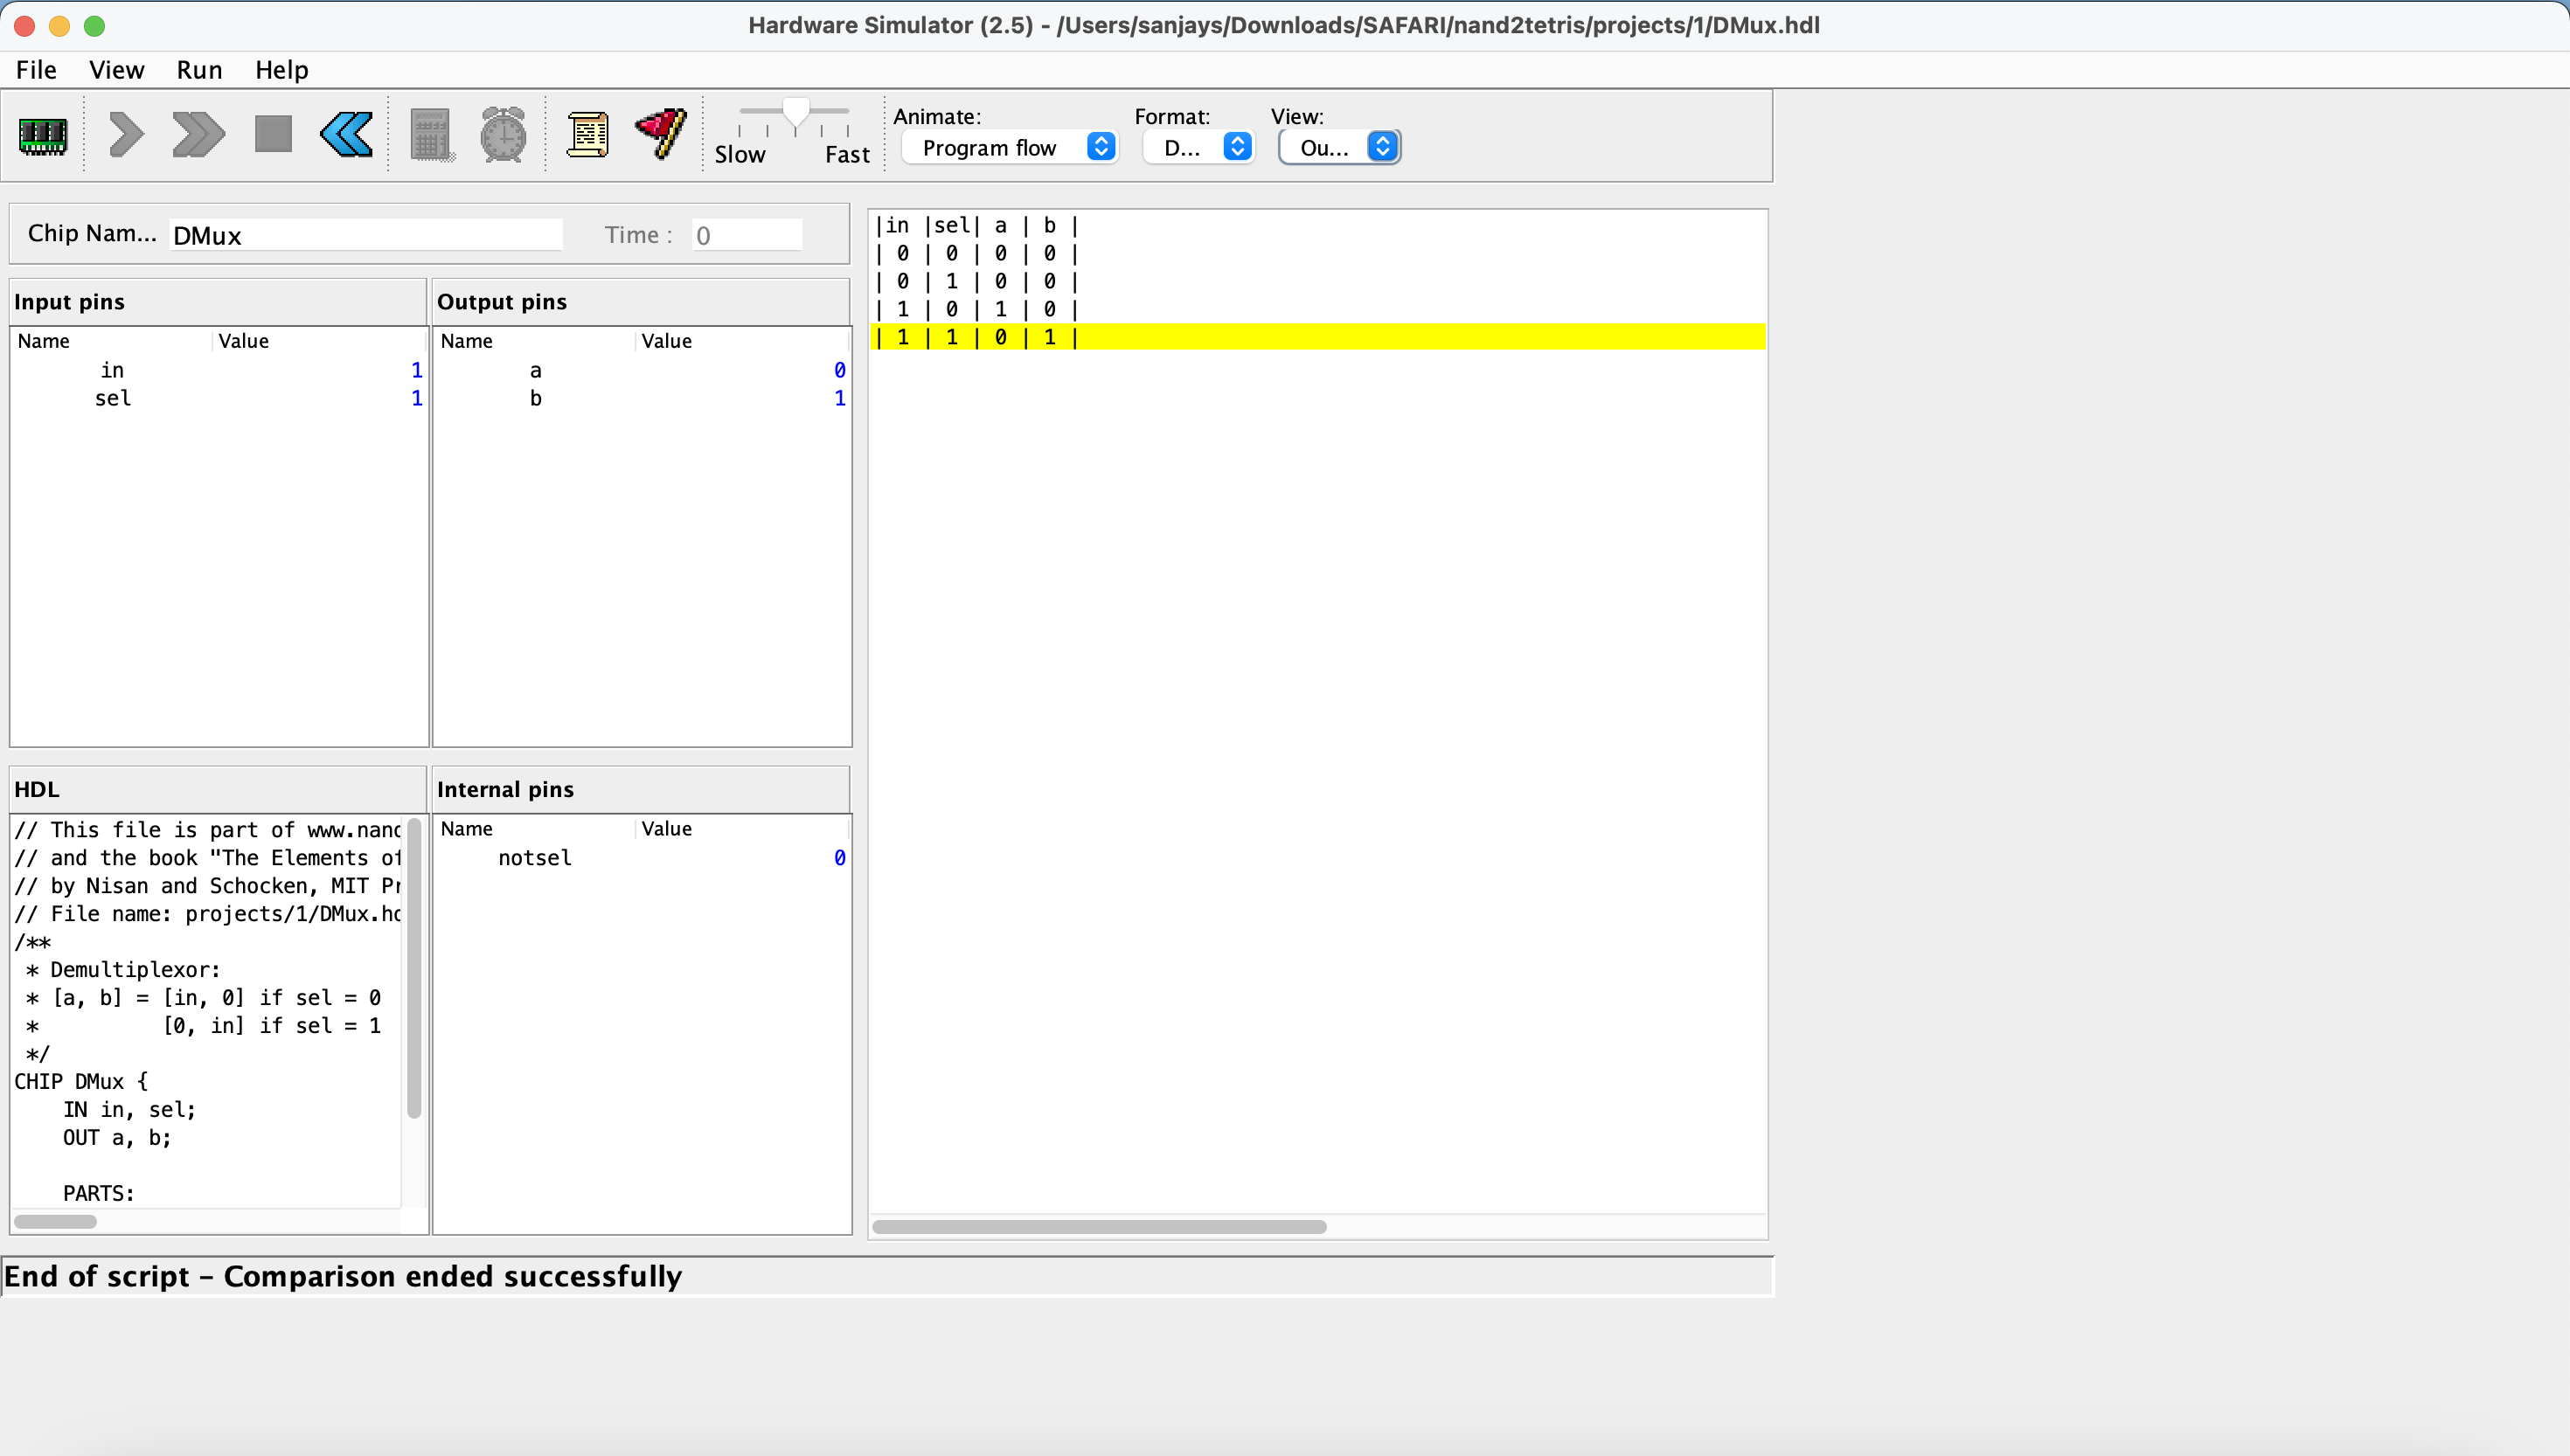 Hardware Simulator (2.5) - /Users/sanjays/Downloads/SAFARI/nand2tetris/projects/1/DMux.hdl
File View Run Help
Slow Fast
Animate: Format: View:
Program flow D... Ou...
Chip Nam... DMux Time : 0
Input pins
Name Value
in 1
sel 1
Output pins
Name Value
a 0
b 1
|in |sel| a | b |
| 0 | 0 | 0 | 0 |
| 0 | 1 | 0 | 0 |
| 1 | 0 | 1 | 0 |
| 1 | 1 | 0 | 1 |
HDL
// This file is part of www.nand
// and the book "The Elements of
// by Nisan and Schocken, MIT Pr
// File name: projects/1/DMux.hd
/**
 * Demultiplexor:
 * [a, b] = [in, 0] if sel = 0
 *          [0, in] if sel = 1
 */
CHIP DMux {
    IN in, sel;
    OUT a, b;
    PARTS:
Internal pins
Name Value
notsel 0
End of script – Comparison ended successfully